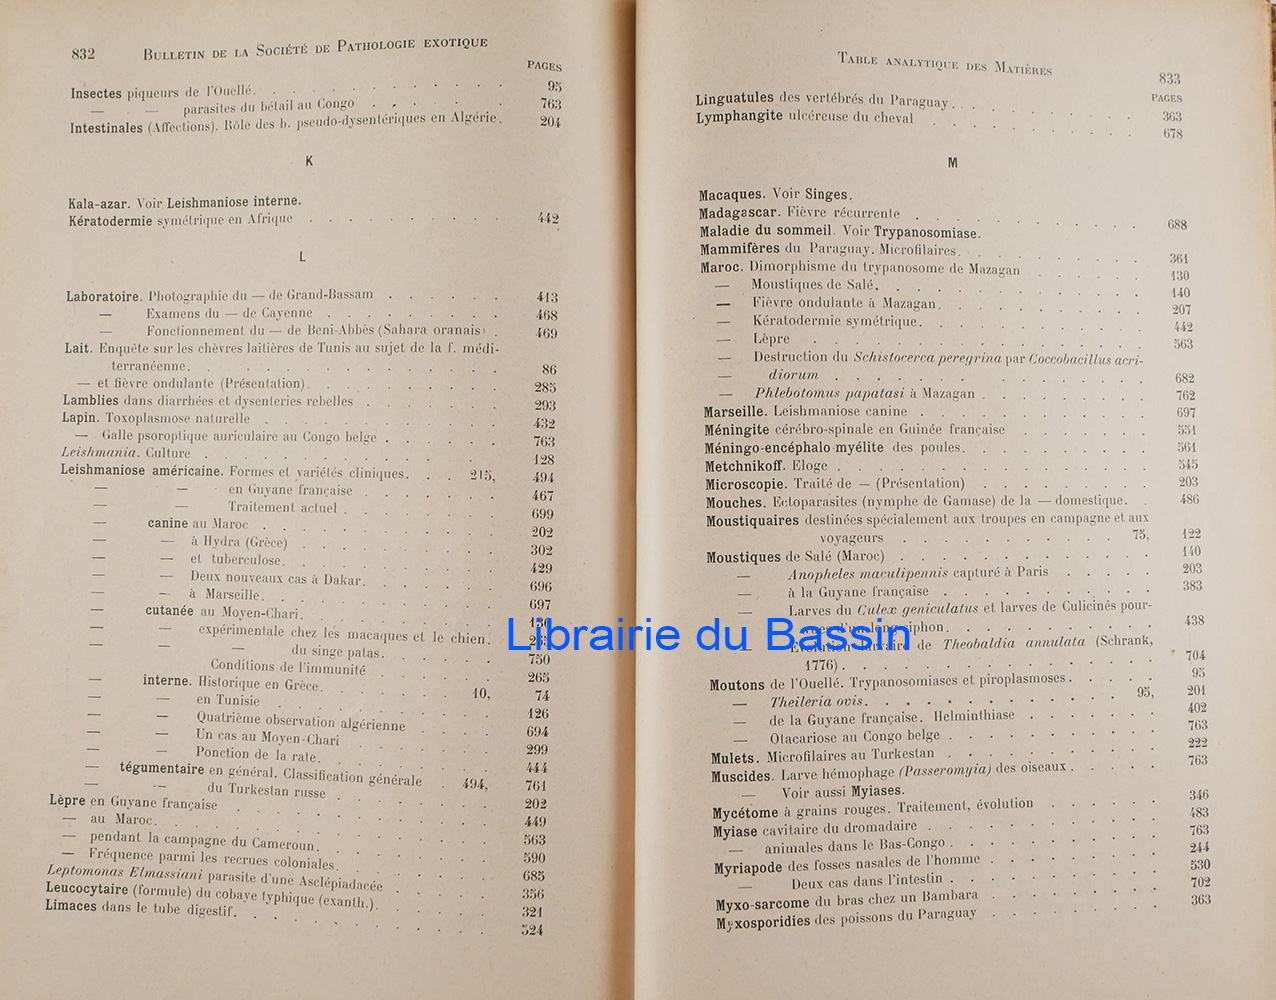 832 BULLETIN DE LA SOCIÉTÉ DE PATHOLOGIE EXOTIQUE
PAGES
Insectes piqueurs de l'Ouellé. 95
— — parasites du bétail au Congo 763
Intestinales (Affections). Rôle des b. pseudo-dysentériques en Algérie. 204
K
Kala-azar. Voir Leishmaniose interne.
Kératodermie symétrique en Afrique 442
L
Laboratoire. Photographie du — de Grand-Bassam 413
— Examens du — de Cayenne 468
— Fonctionnement du — de Beni-Abbès (Sahara oranais) 469
Lait. Enquête sur les chèvres laitières de Tunis au sujet de la f. médi-
terranéenne. 86
— et fièvre ondulante (Présentation). 285
Lamblies dans diarrhées et dysenteries rebelles 293
Lapin. Toxoplasmose naturelle 432
— Galle psoroptique auriculaire au Congo belge 763
Leishmania. Culture 128
Leishmaniose américaine. Formes et variétés cliniques. 215, 494
— — en Guyane française 467
— — Traitement actuel 699
— canine au Maroc 202
— — à Hydra (Grèce) 302
— — et tuberculose. 429
— — Deux nouveaux cas à Dakar. 696
— — à Marseille. 697
— cutanée au Moyen-Chari.
— — expérimentale chez les macaques et le chien.
— — — du singe patas. 750
Conditions de l'immunité 265
— interne. Historique en Grèce. 10, 74
— — en Tunisie 126
— — Quatrième observation algérienne 694
— — Un cas au Moyen-Chari 299
— — Ponction de la rate. 444
— tégumentaire en général. Classification générale 494, 761
— — du Turkestan russe 202
Lèpre en Guyane française 449
— au Maroc. 563
— pendant la campagne du Cameroun. 590
— Fréquence parmi les recrues coloniales. 685
Leptomonas Elmassiani parasite d'une Asclépiadacée 356
Leucocytaire (formule) du cobaye typhique (exanth.). 321
Limaces dans le tube digestif. 524
TABLE ANALYTIQUE DES MATIÈRES 833
PAGES
Linguatules des vertébrés du Paraguay. 363
Lymphangite ulcéreuse du cheval 678
M
Macaques. Voir Singes.
Madagascar. Fièvre récurrente 688
Maladie du sommeil. Voir Trypanosomiase.
Mammifères du Paraguay. Microfilaires. 361
Maroc. Dimorphisme du trypanosome de Mazagan 130
— Moustiques de Salé. 140
— Fièvre ondulante à Mazagan. 207
— Kératodermie symétrique. 442
— Lèpre 563
— Destruction du Schistocerca peregrina par Coccobacillus acri-
— diorum 682
— Phlebotomus papatasi à Mazagan 762
Marseille. Leishmaniose canine 697
Méningite cérébro-spinale en Guinée française 551
Méningo-encéphalo myélite des poules. 561
Metchnikoff. Eloge 545
Microscopie. Traité de — (Présentation) 203
Mouches. Ectoparasites (nymphe de Gamase) de la — domestique. 486
Moustiquaires destinées spécialement aux troupes en campagne et aux
voyageurs 75, 122
Moustiques de Salé (Maroc) 140
— Anopheles maculipennis capturé à Paris 203
— à la Guyane française 383
— Larves du Culex geniculatus et larves de Culicinés pour-
vues d'un long siphon. 438
— Evolution larvaire de Theobaldia annulata (Schrank,
1776). 704
Moutons de l'Ouellé. Trypanosomiases et piroplasmoses. 95
— Theileria ovis. 95, 201
— de la Guyane française. Helminthiase 402
— Otacariose au Congo belge 763
Mulets. Microfilaires au Turkestan 222
Muscides. Larve hémophage (Passeromyia) des oiseaux. 763
— Voir aussi Myiases.
Mycétome à grains rouges. Traitement, évolution 346
Myiase cavitaire du dromadaire 483
— animales dans le Bas-Congo 763
Myriapode des fosses nasales de l'homme 244
— Deux cas dans l'intestin 530
Myxo-sarcome du bras chez un Bambara 702
Myxosporidies des poissons du Paraguay 363
Librairie du Bassin